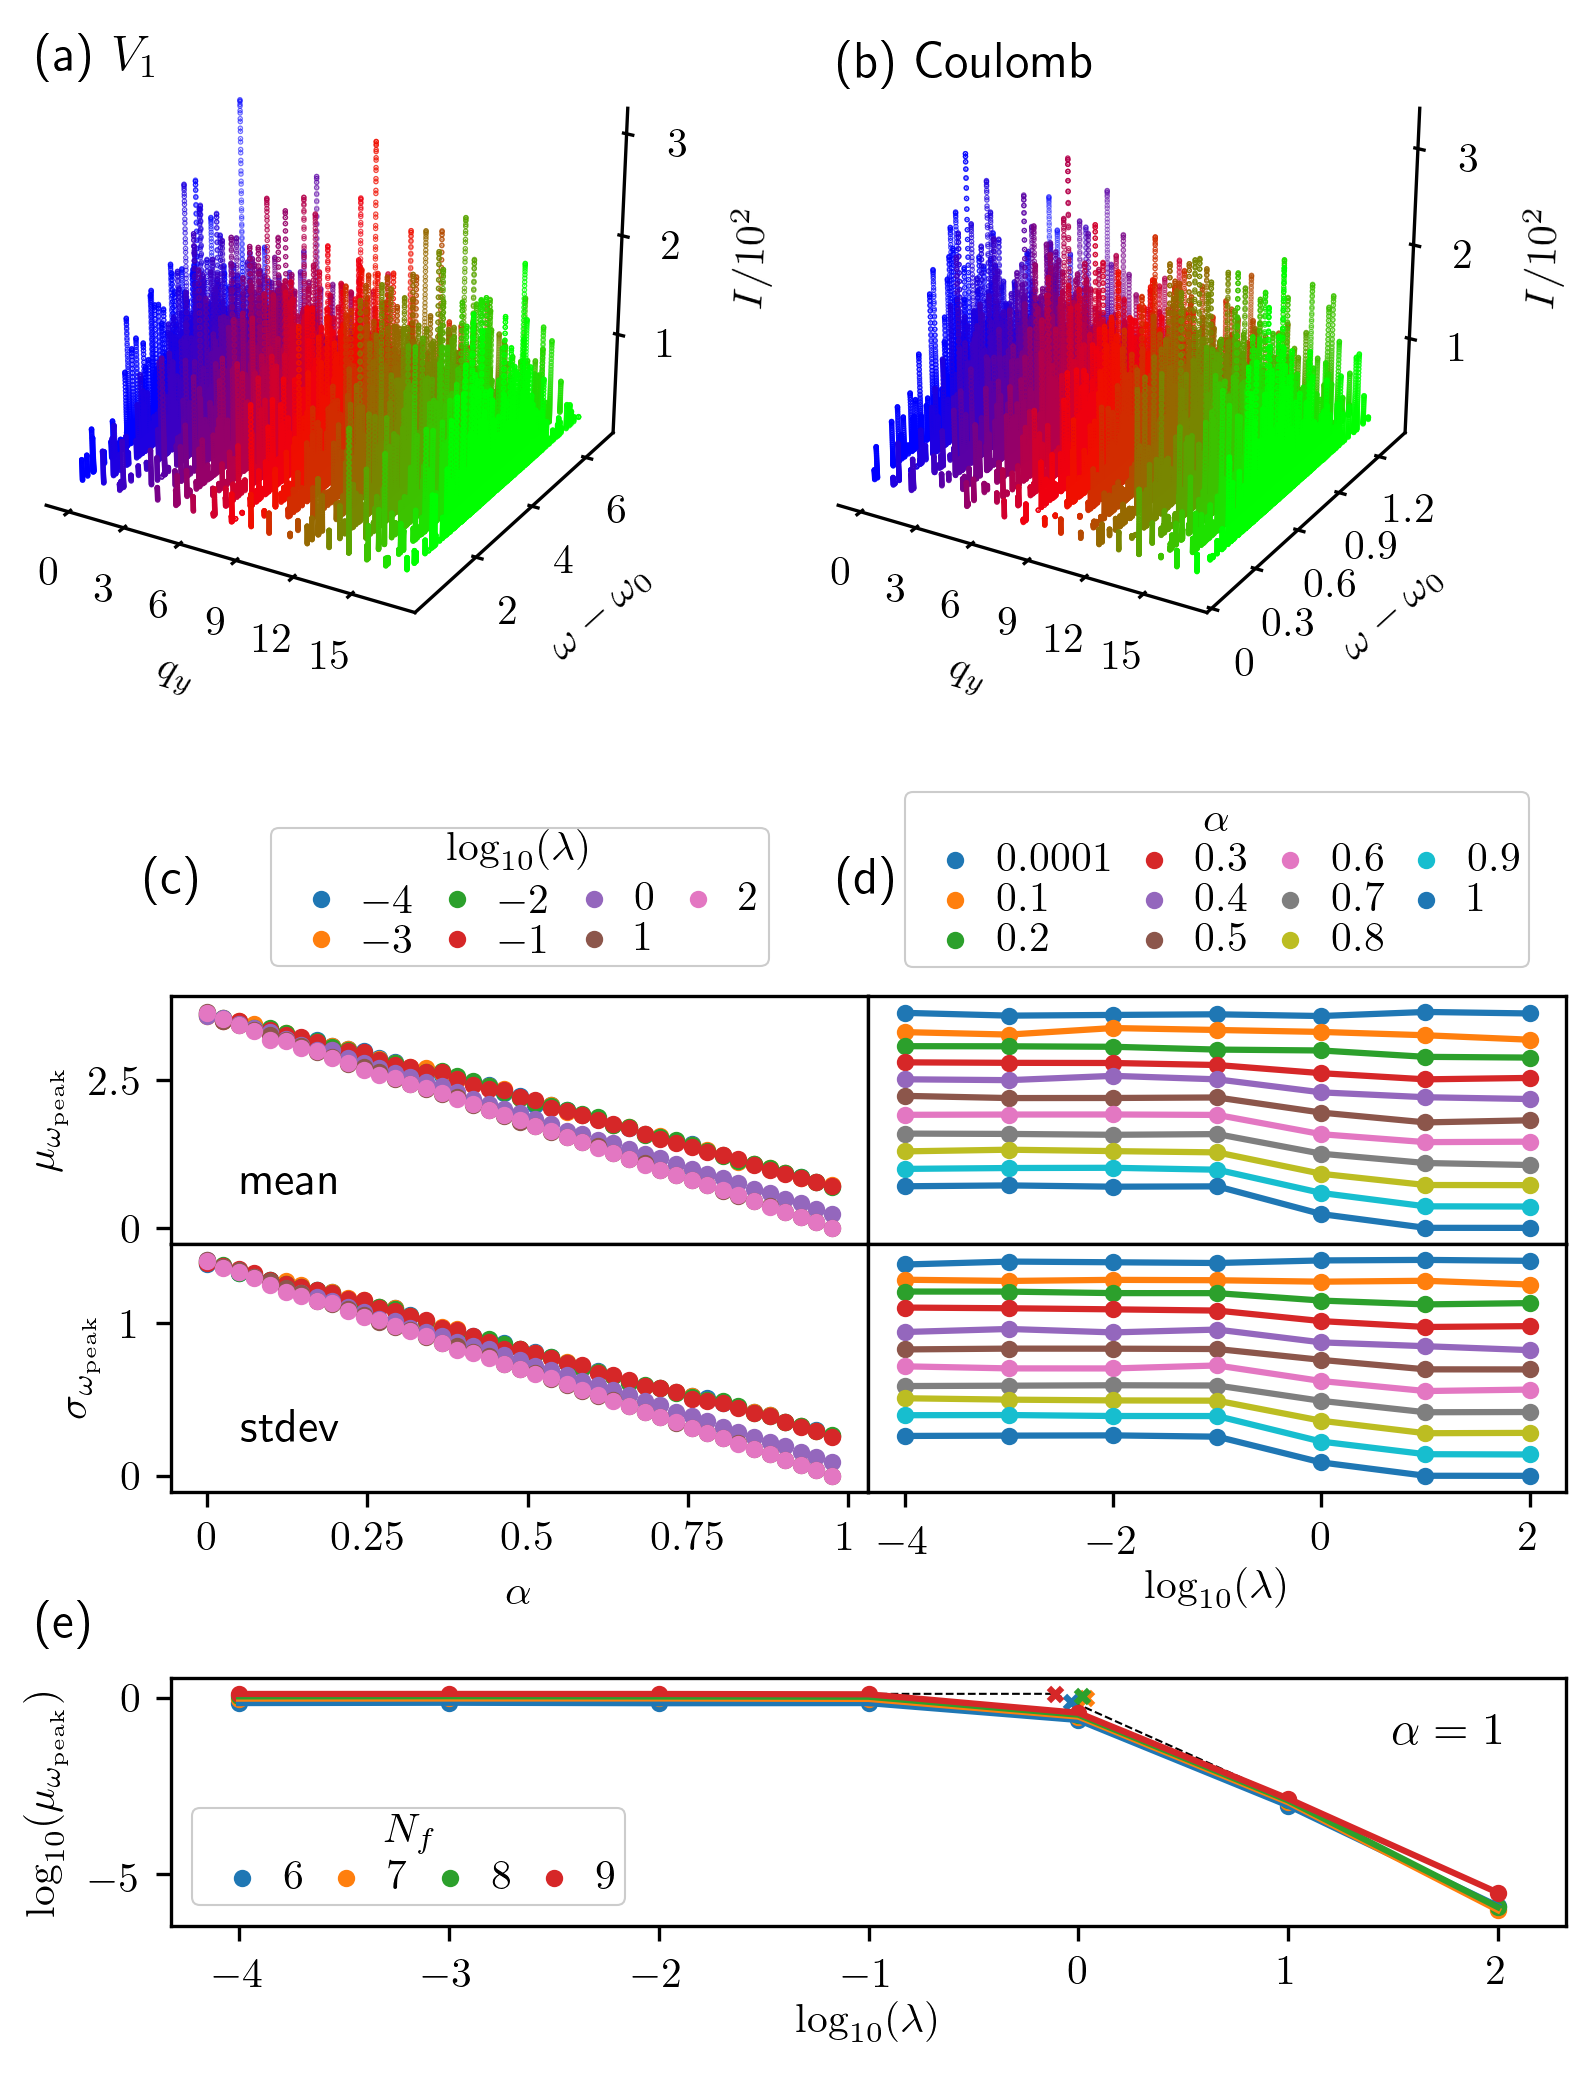 (a) V₁
3
2
1
I/10²
6
4
2
ω − ω₀
0 3 6 9 12 15
q_y
(b) Coulomb
3
2
1
I/10²
1.2
0.9
0.6
0.3
0
ω − ω₀
0 3 6 9 12 15
q_y
(c)
log₁₀(λ)
−4 −2 0 2
−3 −1 1
(d)
α
0.0001 0.3 0.6 0.9
0.1 0.4 0.7 1
0.2 0.5 0.8
μ_ω_peak
2.5
0
mean
σ_ω_peak
1
0
stdev
0 0.25 0.5 0.75 1
α
−4 −2 0 2
log₁₀(λ)
(e)
log₁₀(μ_ω_peak)
0
−5
α = 1
N_f
6 7 8 9
−4 −3 −2 −1 0 1 2
log₁₀(λ)